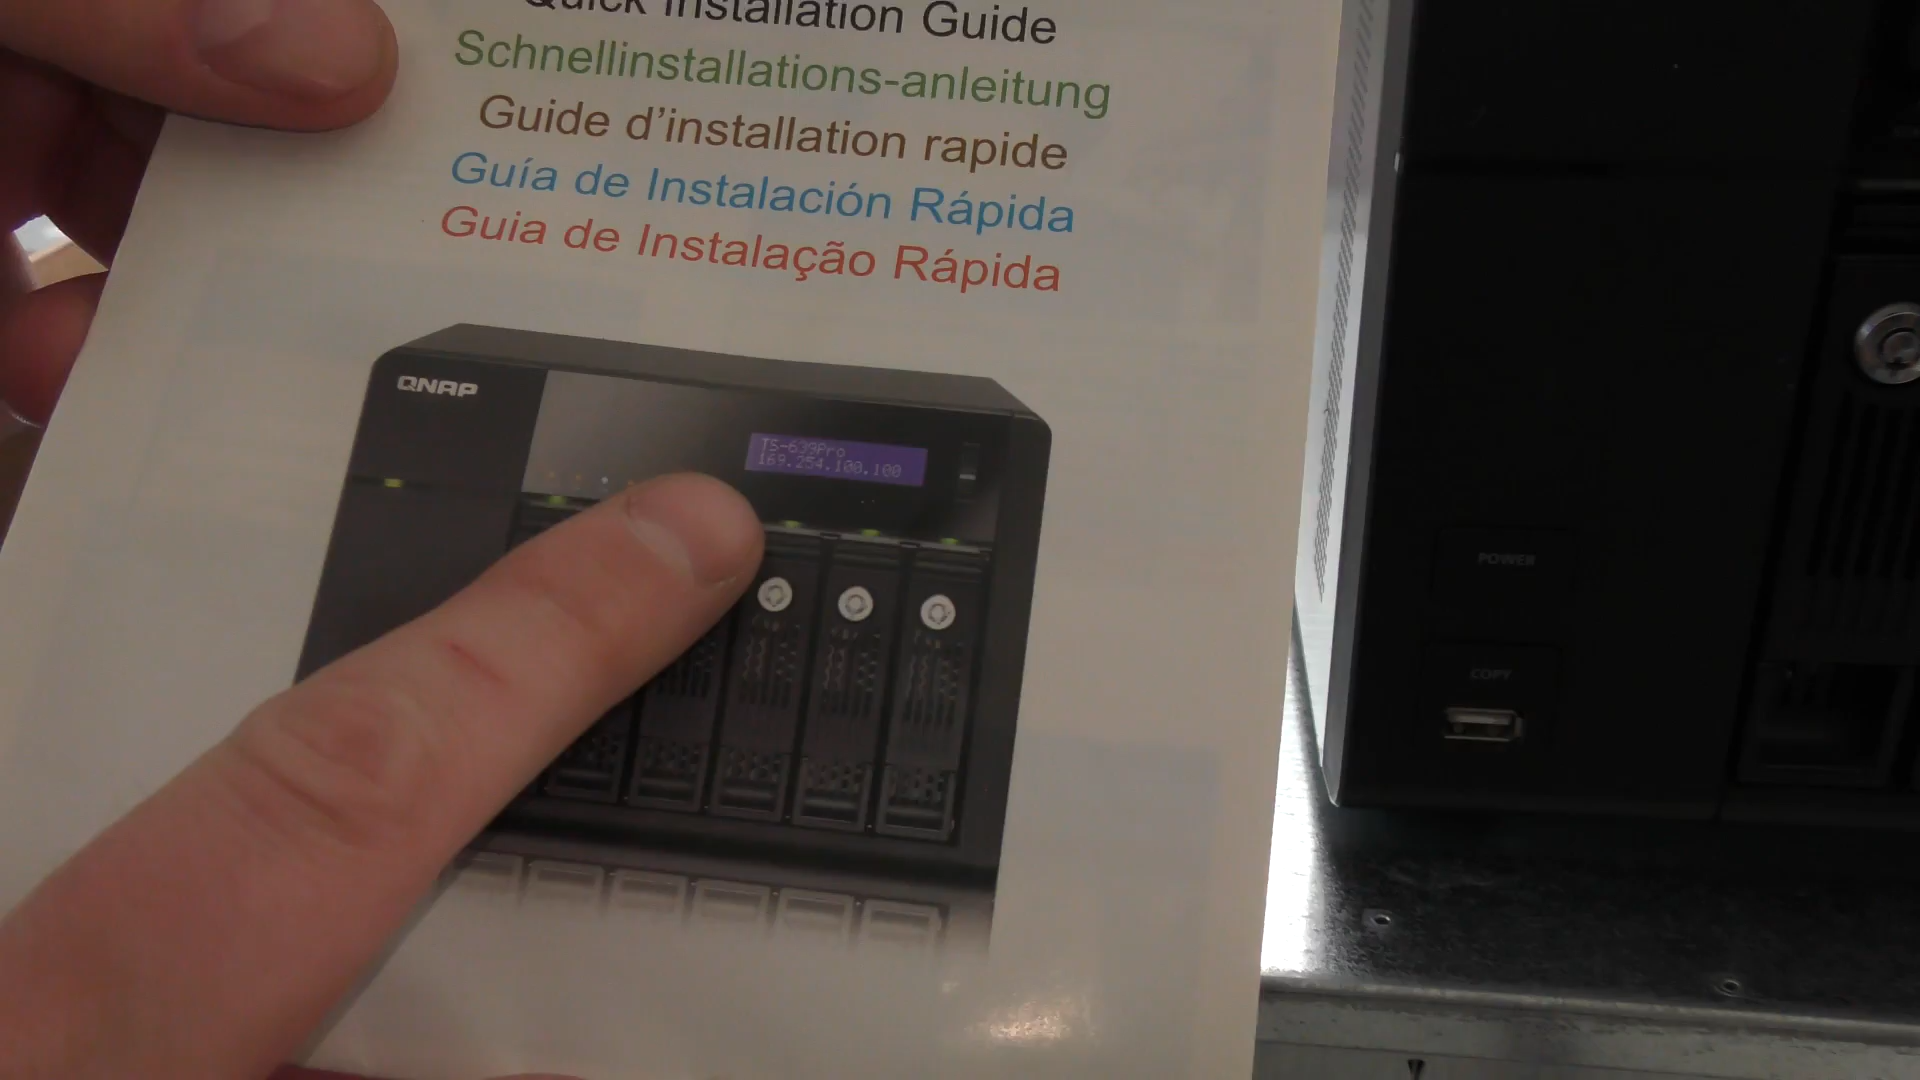 Quick Installation Guide
Schnellinstallations-anleitung
Guide d'installation rapide
Guía de Instalación Rápida
Guia de Instalação Rápida
QNAP
TS-639Pro
169.254.100.100
POWER
COPY